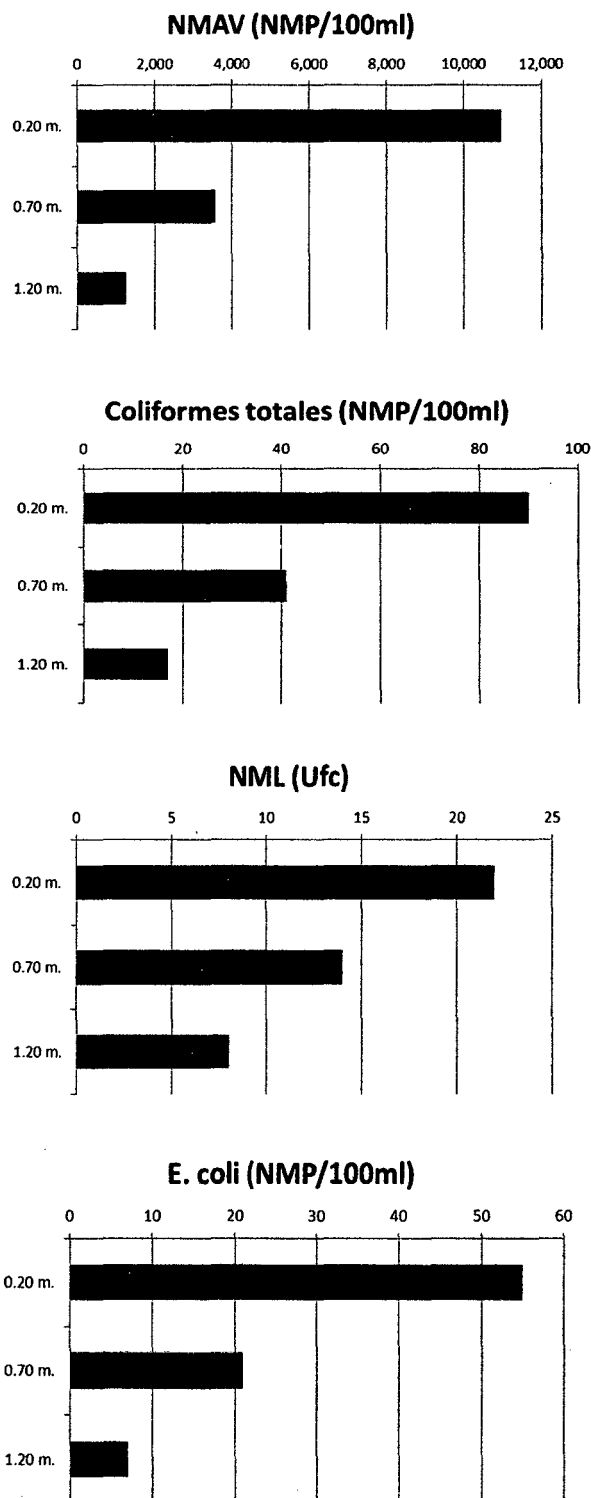 NMAV (NMP/100ml)
0 2,000 4,000 6,000 8,000 10,000 12,000
0.20 m.
0.70 m.
1.20 m.
Coliformes totales (NMP/100ml)
0 20 40 60 80 100
0.20 m.
0.70 m.
1.20 m.
NML (Ufc)
0 5 10 15 20 25
0.20 m.
0.70 m.
1.20 m.
E. coli (NMP/100ml)
0 10 20 30 40 50 60
0.20 m.
0.70 m.
1.20 m.